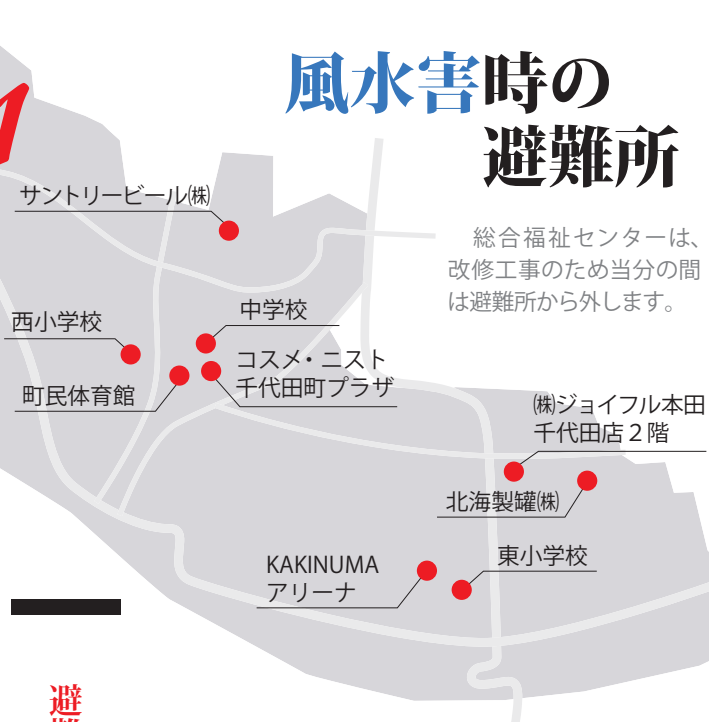 風水害時の
避難所
総合福祉センターは、
改修工事のため当分の間
は避難所から外します。
サントリービール㈱
中学校
西小学校
コスメ・ニスト
千代田町プラザ
町民体育館
㈱ジョイフル本田
千代田店２階
北海製罐㈱
東小学校
KAKINUMA
アリーナ
避